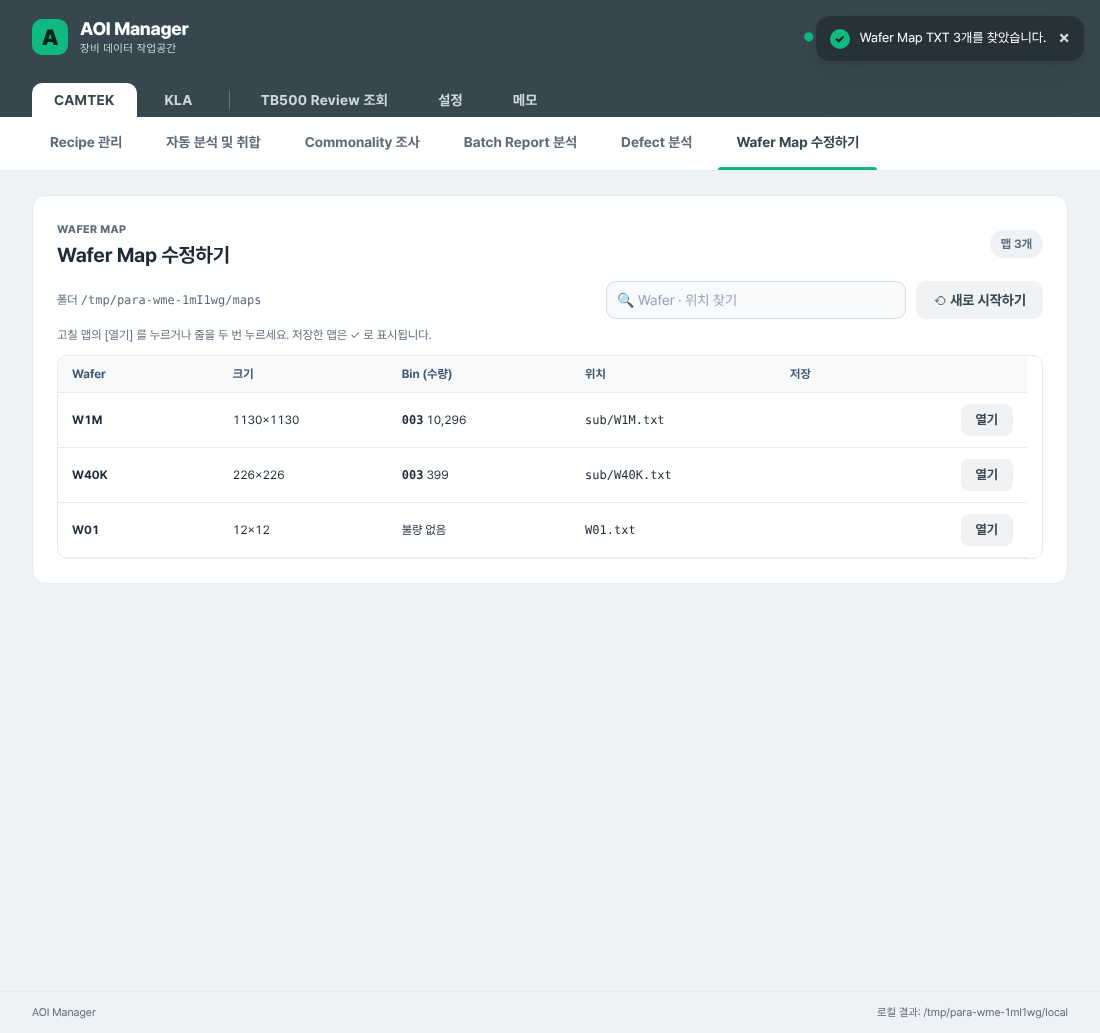 A
AOI Manager
장비 데이터 작업공간
Wafer Map TXT 3개를 찾았습니다. ×
CAMTEK KLA TB500 Review 조회 설정 메모
Recipe 관리 자동 분석 및 취합 Commonality 조사 Batch Report 분석 Defect 분석 Wafer Map 수정하기
WAFER MAP
Wafer Map 수정하기
맵 3개
폴더 /tmp/para-wme-1mI1wg/maps
🔍 Wafer · 위치 찾기
⟲ 새로 시작하기
고칠 맵의 [열기] 를 누르거나 줄을 두 번 누르세요. 저장한 맵은 ✓ 로 표시됩니다.
Wafer 크기 Bin (수량) 위치 저장
W1M 1130×1130 003 10,296 sub/W1M.txt 열기
W40K 226×226 003 399 sub/W40K.txt 열기
W01 12×12 불량 없음 W01.txt 열기
AOI Manager
로컬 결과: /tmp/para-wme-1mI1wg/local